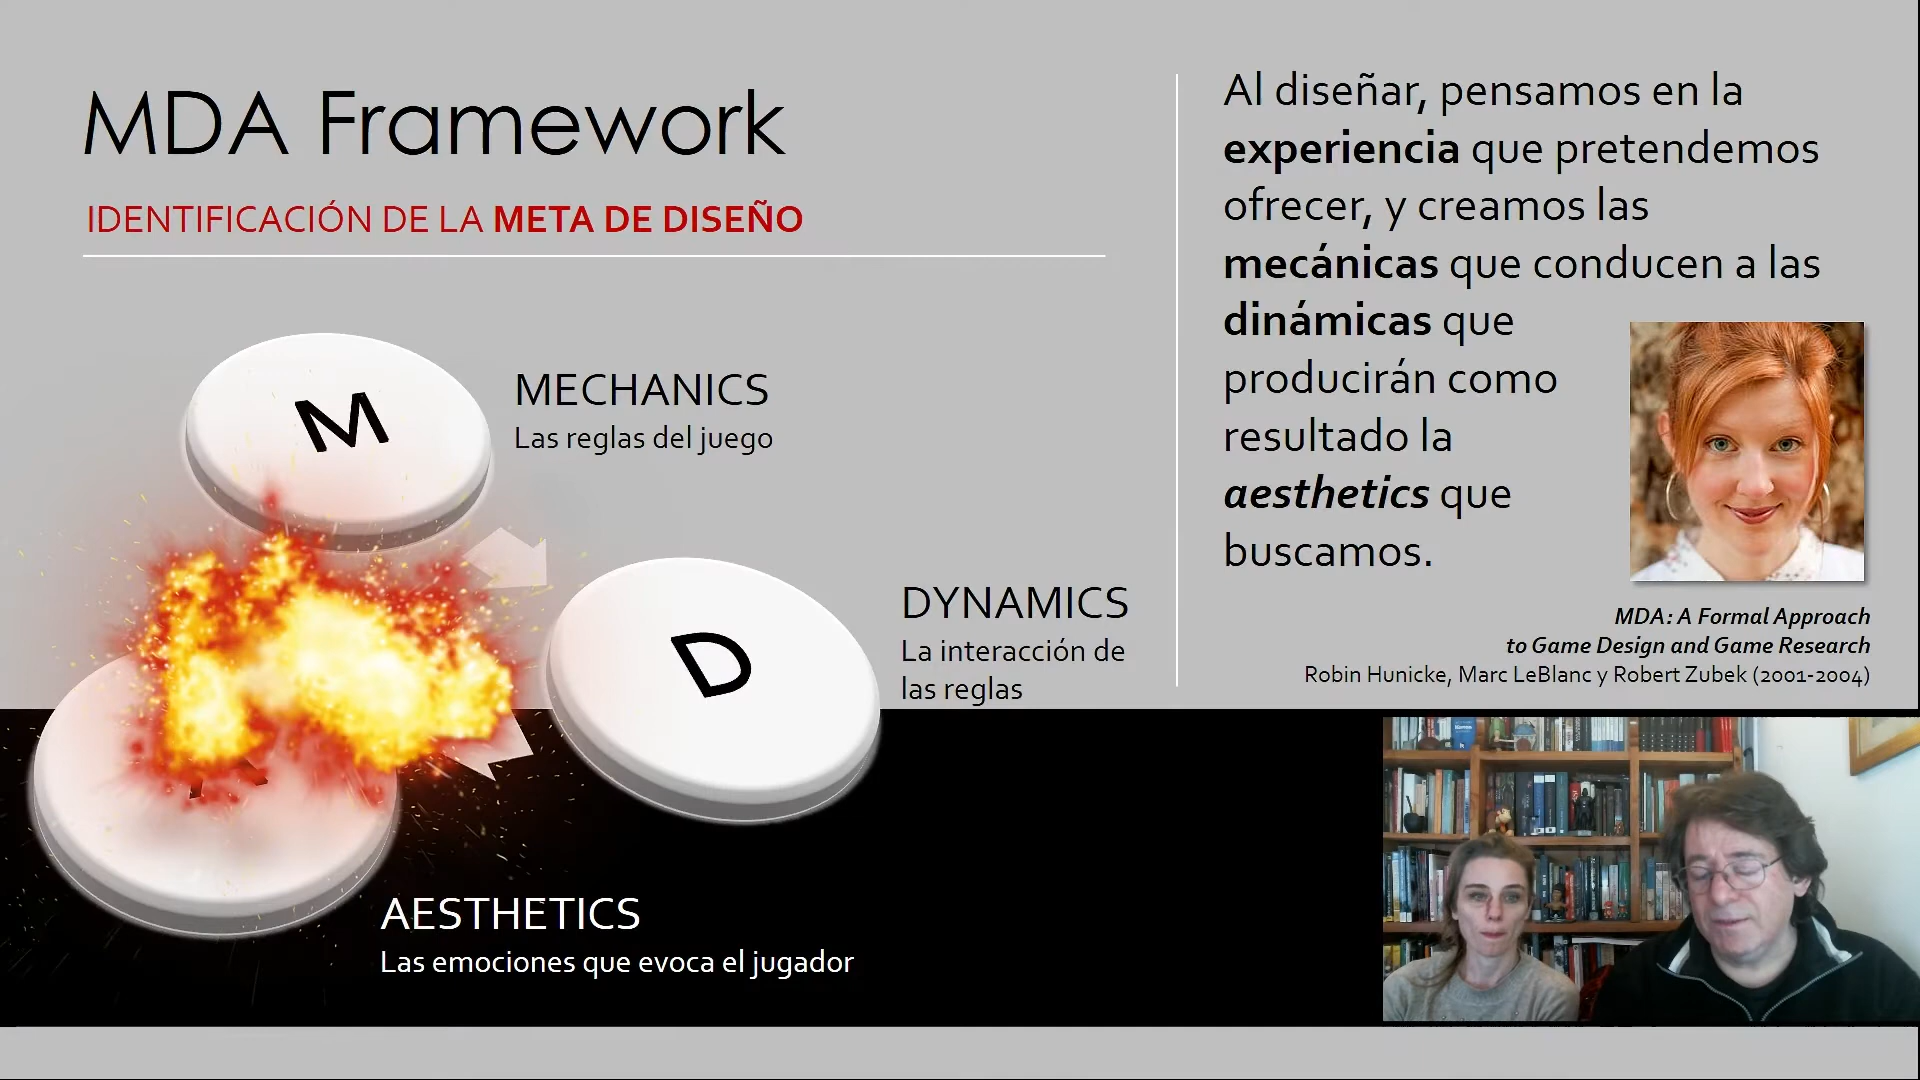 MDA Framework
IDENTIFICACIÓN DE LA META DE DISEÑO
M
MECHANICS
Las reglas del juego
D
DYNAMICS
La interacción de
las reglas
AESTHETICS
Las emociones que evoca el jugador
Al diseñar, pensamos en la
experiencia que pretendemos
ofrecer, y creamos las
mecánicas que conducen a las
dinámicas que
producirán como
resultado la
aesthetics que
buscamos.
MDA: A Formal Approach
to Game Design and Game Research
Robin Hunicke, Marc LeBlanc y Robert Zubek (2001-2004)